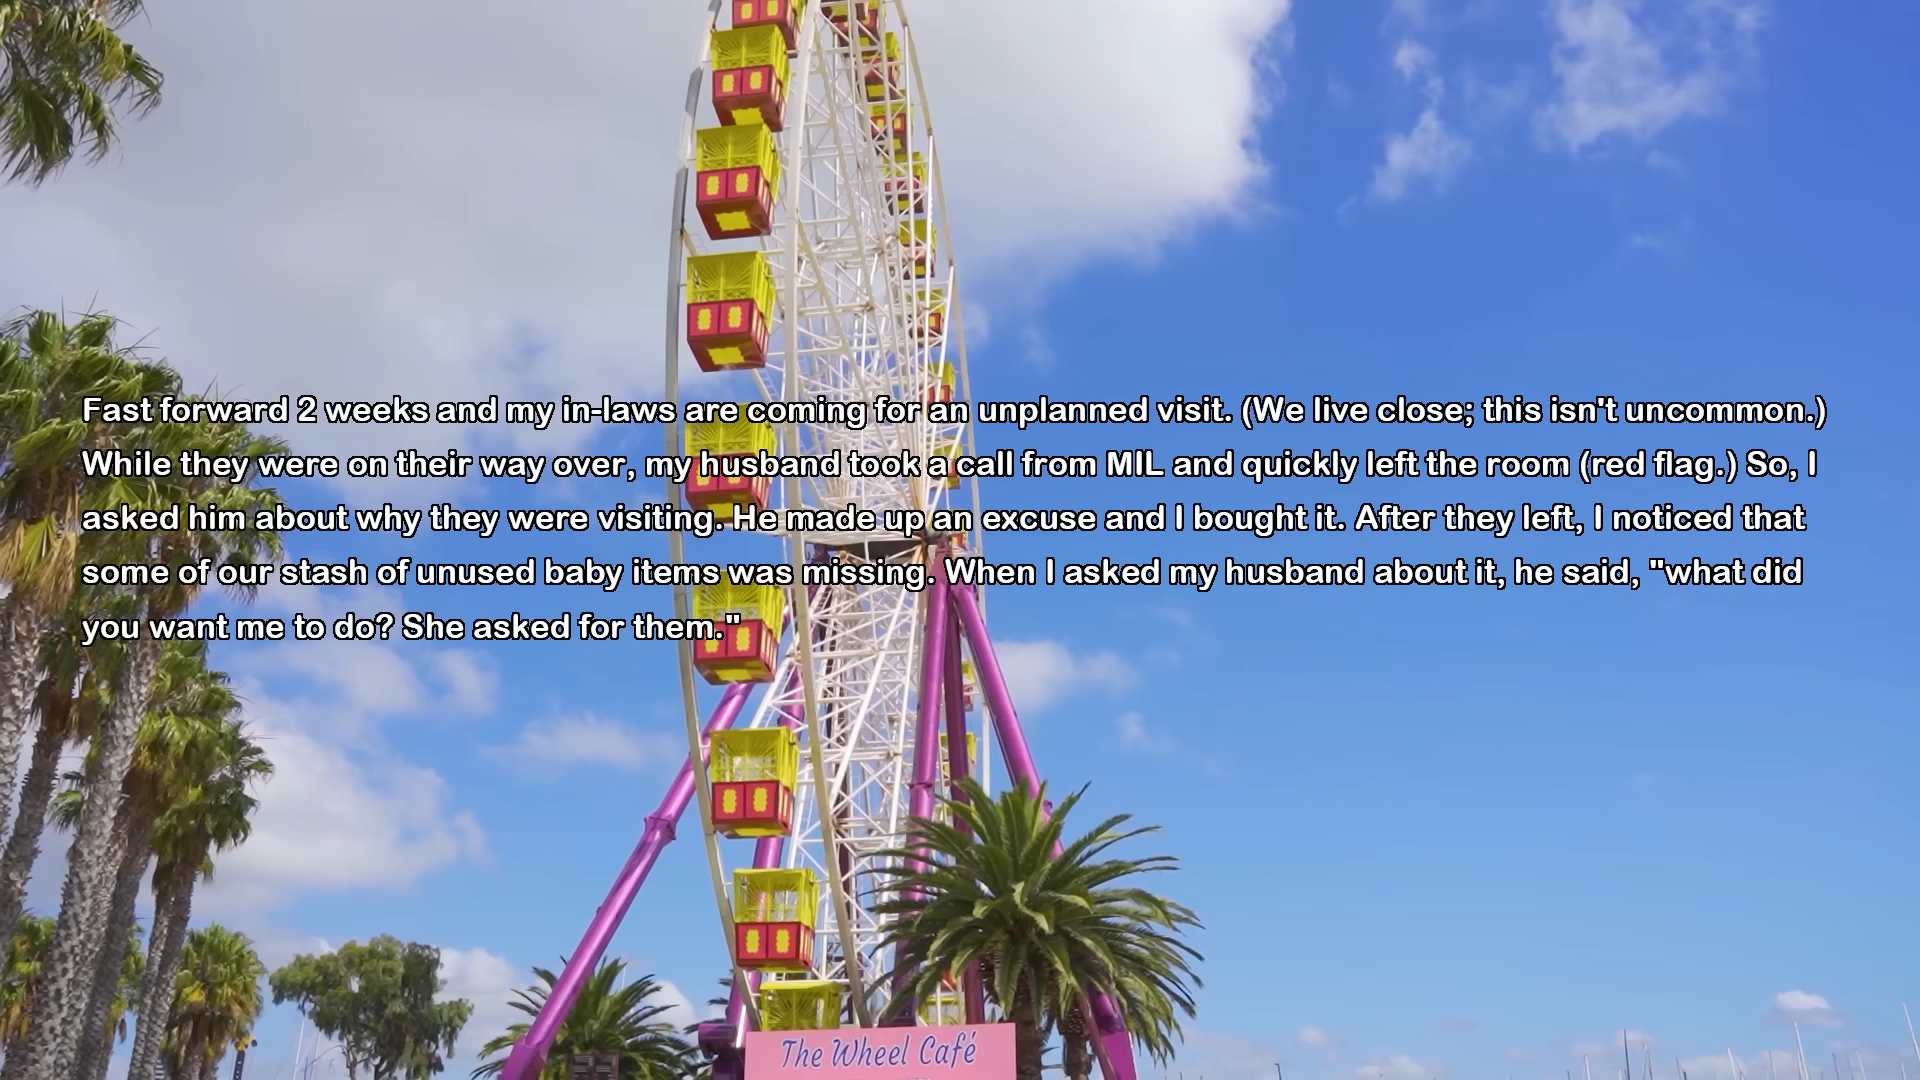 Fast forward 2 weeks and my in-laws are coming for an unplanned visit. (We live close; this isn't uncommon.)
While they were on their way over, my husband took a call from MIL and quickly left the room (red flag.) So, I
asked him about why they were visiting. He made up an excuse and I bought it. After they left, I noticed that
some of our stash of unused baby items was missing. When I asked my husband about it, he said, "what did
you want me to do? She asked for them."
The Wheel Café